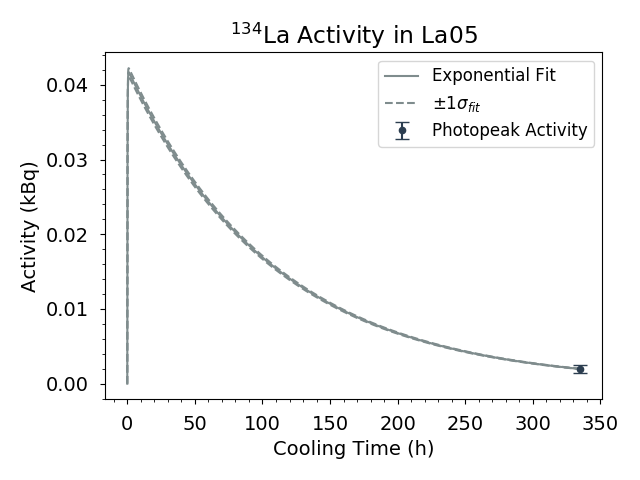 ¹³⁴La Activity in La05
Exponential Fit
±1σ_fit
Photopeak Activity
Activity (kBq)
0.04
0.03
0.02
0.01
0.00
0 50 100 150 200 250 300 350
Cooling Time (h)